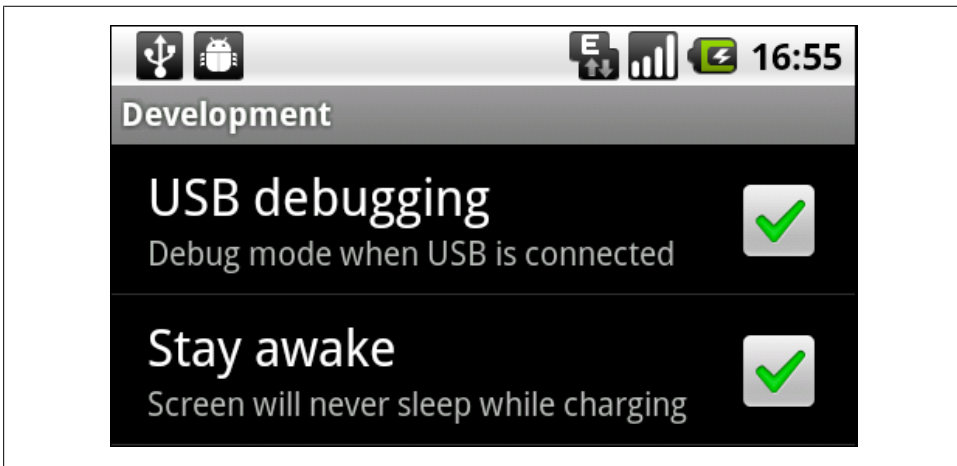 E 16:55
Development
USB debugging
Debug mode when USB is connected
Stay awake
Screen will never sleep while charging